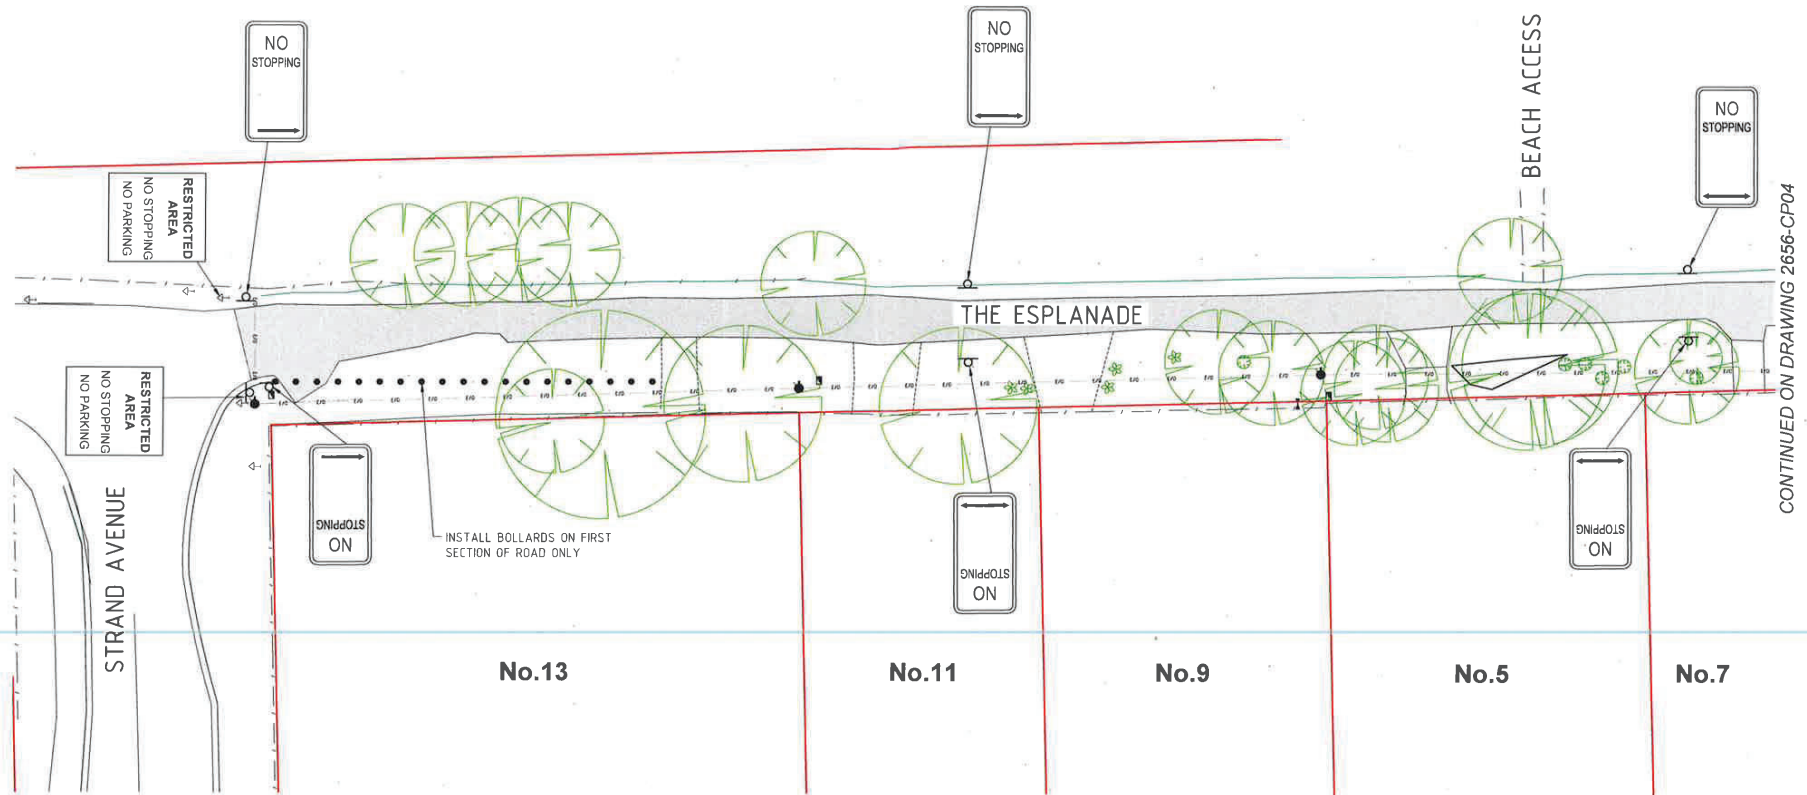 NO
STOPPING
NO
STOPPING
BEACH ACCESS
NO
STOPPING
RESTRICTED
AREA
NO STOPPING
NO PARKING
CONTINUED ON DRAWING 2656-CP04
THE ESPLANADE
RESTRICTED
AREA
NO STOPPING
NO PARKING
NO
STOPPING
INSTALL BOLLARDS ON FIRST
SECTION OF ROAD ONLY
NO
STOPPING
NO
STOPPING
STRAND AVENUE
No.13
No.11
No.9
No.5
No.7